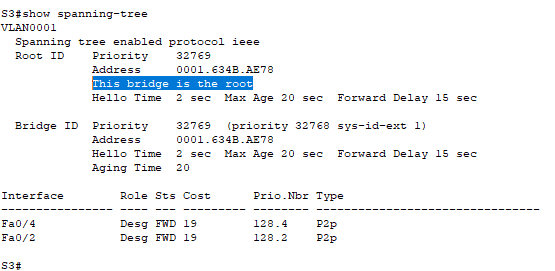 S3#show spanning-tree
VLAN0001
Spanning tree enabled protocol ieee
Root ID Priority 32769
Address 0001.634B.AE78
This bridge is the root
Hello Time 2 sec Max Age 20 sec Forward Delay 15 sec
Bridge ID Priority 32769 (priority 32768 sys-id-ext 1)
Address 0001.634B.AE78
Hello Time 2 sec Max Age 20 sec Forward Delay 15 sec
Aging Time 20
Interface Role Sts Cost Prio.Nbr Type
---------------- ---- --- --------- -------- --------------------------------
Fa0/4 Desg FWD 19 128.4 P2p
Fa0/2 Desg FWD 19 128.2 P2p
S3#